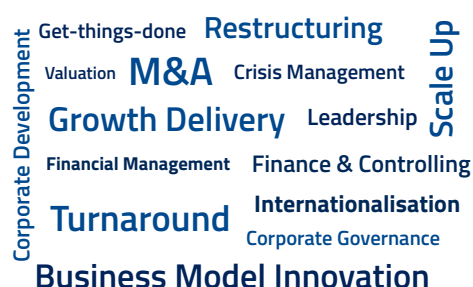 Get-things-done Restructuring
Valuation M&A Crisis Management
Growth Delivery Leadership
Financial Management Finance & Controlling
Turnaround Internationalisation
Corporate Governance
Business Model Innovation
Corporate Development
Scale Up